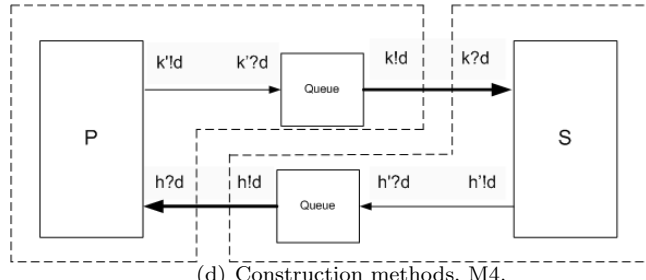 k'!d k'?d k!d k?d
Queue
P S
h?d h!d h'?d h'!d
Queue
(d) Construction methods, M4.